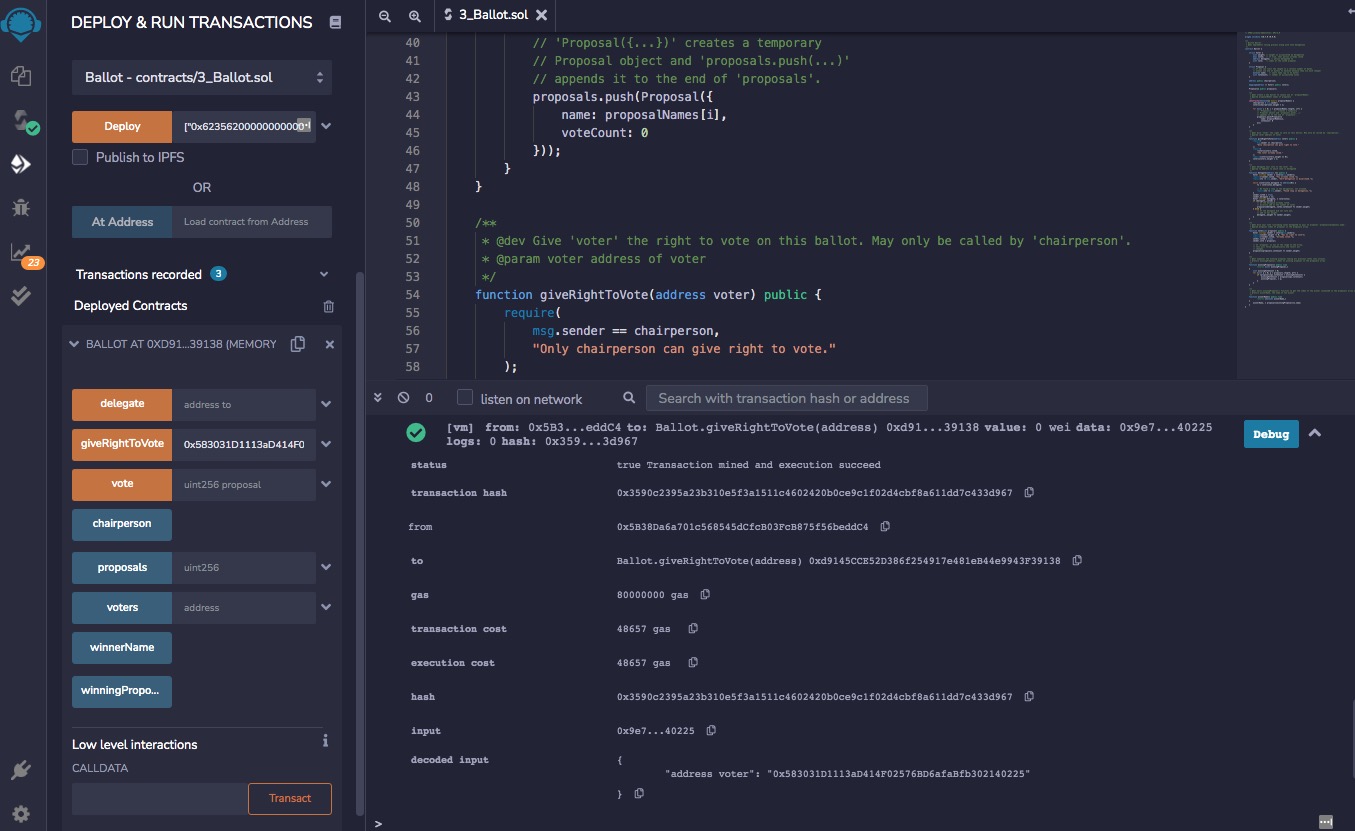 DEPLOY & RUN TRANSACTIONS
Ballot - contracts/3_Ballot.sol
Deploy
["0x62356200000000000
Publish to IPFS
OR
At Address
Load contract from Address
23
Transactions recorded 3
Deployed Contracts
BALLOT AT 0XD91...39138 (MEMORY
delegate
address to
giveRightToVote
0x583031D1113aD414F0
vote
uint256 proposal
chairperson
proposals
uint256
voters
address
winnerName
winningPropo...
Low level interactions
i
CALLDATA
Transact
3_Ballot.sol
40 // 'Proposal({...})' creates a temporary
41 // Proposal object and 'proposals.push(...)'
42 // appends it to the end of 'proposals'.
43 proposals.push(Proposal({
44 name: proposalNames[i],
45 voteCount: 0
46 }));
47 }
48 }
49
50 /**
51 * @dev Give 'voter' the right to vote on this ballot. May only be called by 'chairperson'.
52 * @param voter address of voter
53 */
54 function giveRightToVote(address voter) public {
55 require(
56 msg.sender == chairperson,
57 "Only chairperson can give right to vote."
58 );
0
listen on network
Search with transaction hash or address
[vm] from: 0x5B3...eddC4 to: Ballot.giveRightToVote(address) 0xd91...39138 value: 0 wei data: 0x9e7...40225
logs: 0 hash: 0x359...3d967
Debug
status true Transaction mined and execution succeed
transaction hash 0x3590c2395a23b310e5f3a1511c4602420b0ce9c1f02d4cbf8a611dd7c433d967
from 0x5B38Da6a701c568545dCfcB03FcB875f56beddC4
to Ballot.giveRightToVote(address) 0xd9145CCE52D386f254917e481eB44e9943F39138
gas 80000000 gas
transaction cost 48657 gas
execution cost 48657 gas
hash 0x3590c2395a23b310e5f3a1511c4602420b0ce9c1f02d4cbf8a611dd7c433d967
input 0x9e7...40225
decoded input {
"address voter": "0x583031D1113aD414F02576BD6afaBfb302140225"
}
>